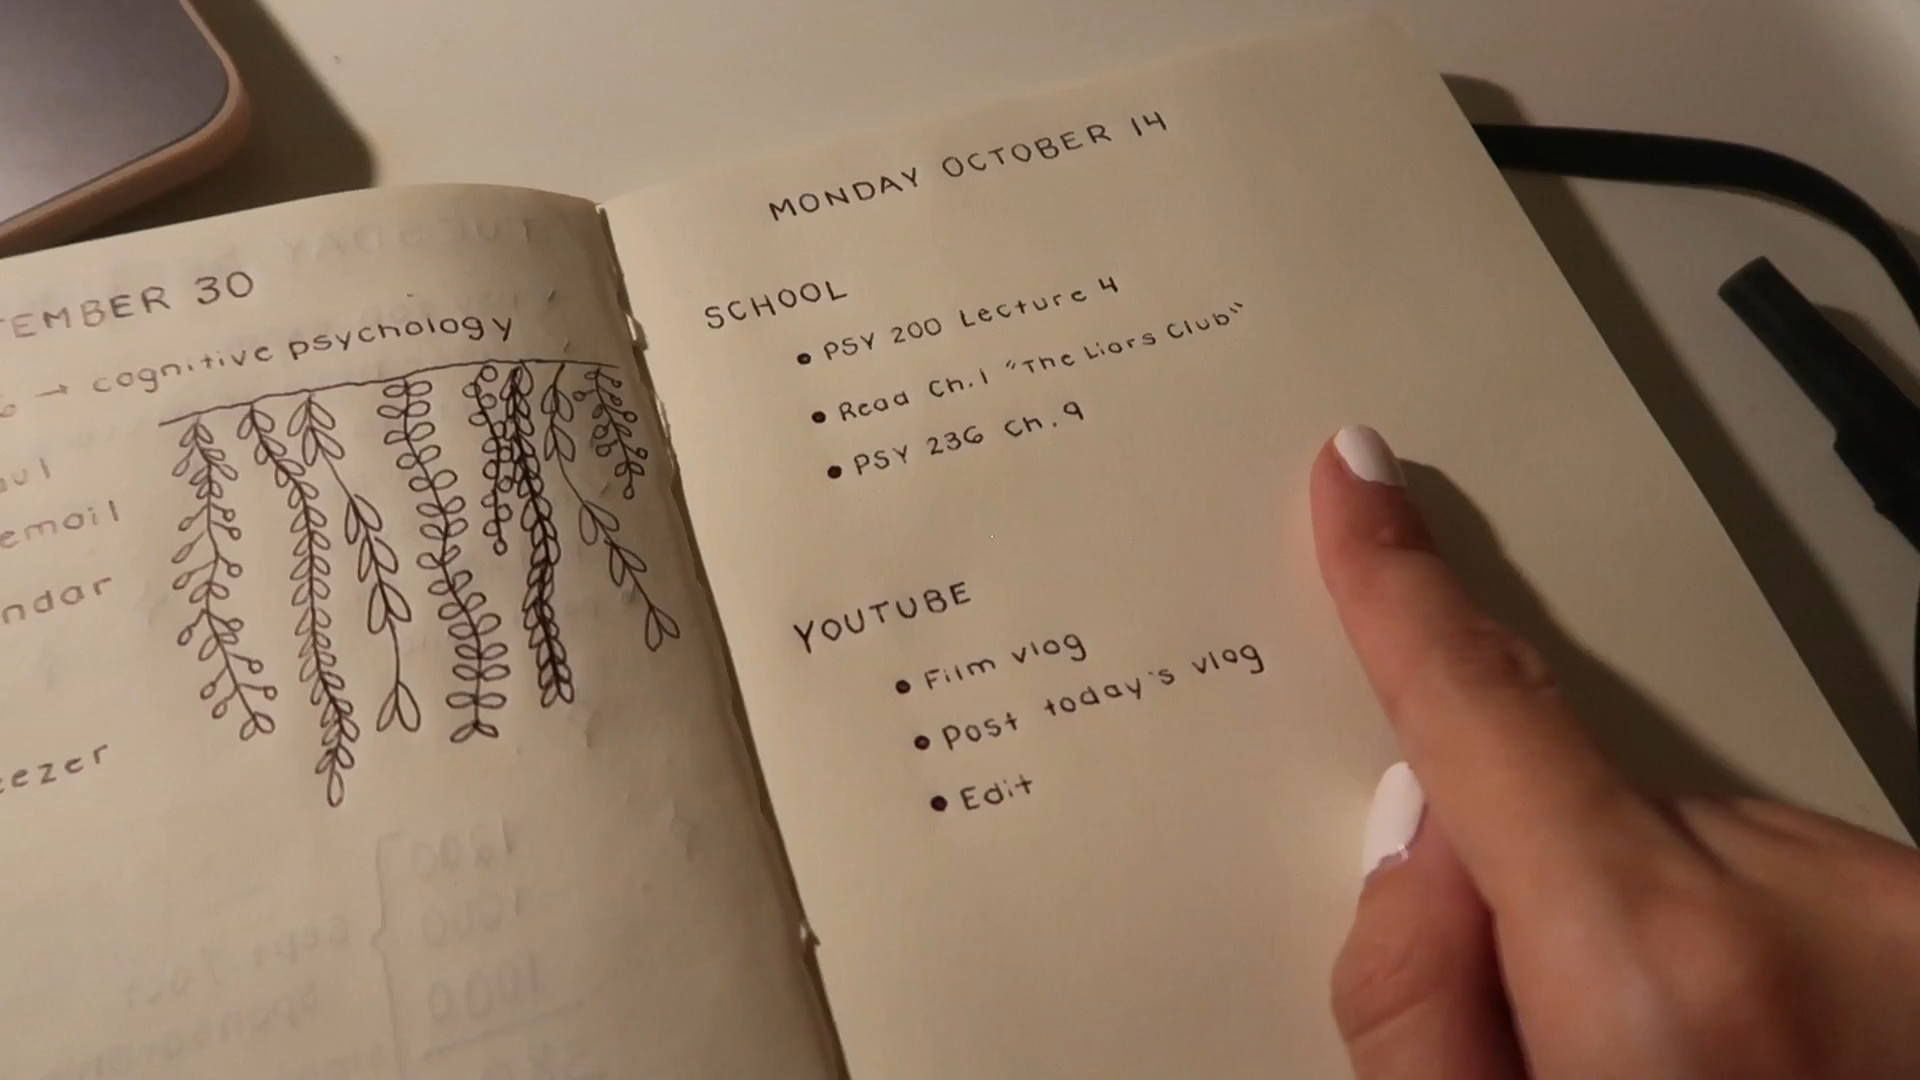 TEMBER 30
→ cognitive psychology
email
ndar
eezer
MONDAY OCTOBER 14
SCHOOL
• PSY 200 Lecture 4
• Read Ch.1 "The Liars Club"
• PSY 236 Ch. 9
YOUTUBE
• Film vlog
• Post today's vlog
• Edit